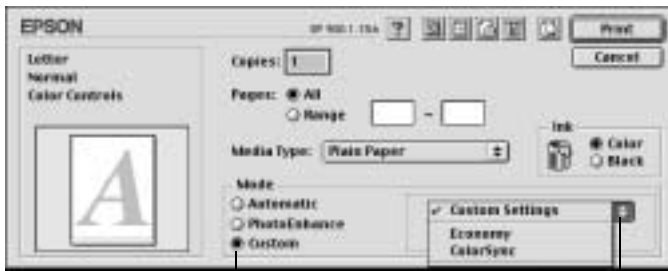 EPSON
Print
Letter
Normal
Color Controls
Copies: 1
Cancel
Pages: All
Range -
Media Type: Plain Paper
Ink
Color
Black
Mode
Automatic
PhotoEnhance
Custom
✓ Custom Settings
Economy
ColorSync
A